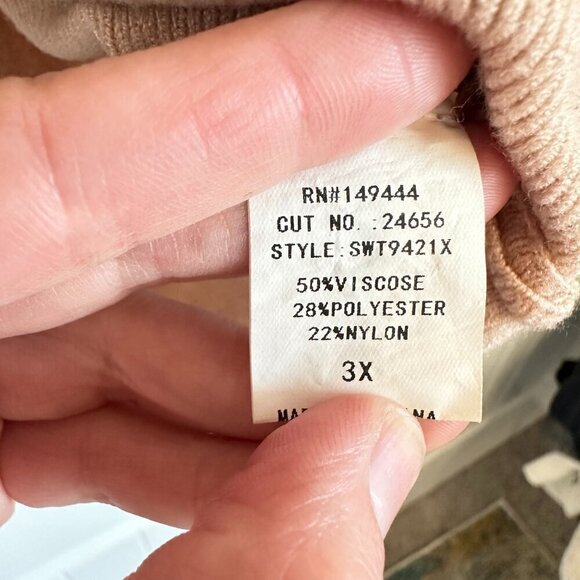 RN#149444
CUT NO. :24656
STYLE:SWT9421X
50%VISCOSE
28%POLYESTER
22%NYLON
3X